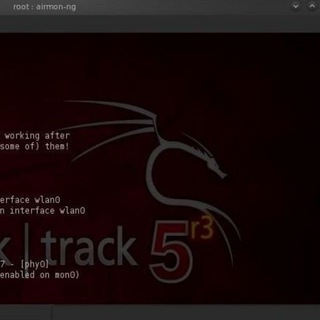 root : airmon-ng
working after
some of) them!
erface wlan0
n interface wlan0
k | track 5 r3
7 - [phy0]
enabled on mon0)